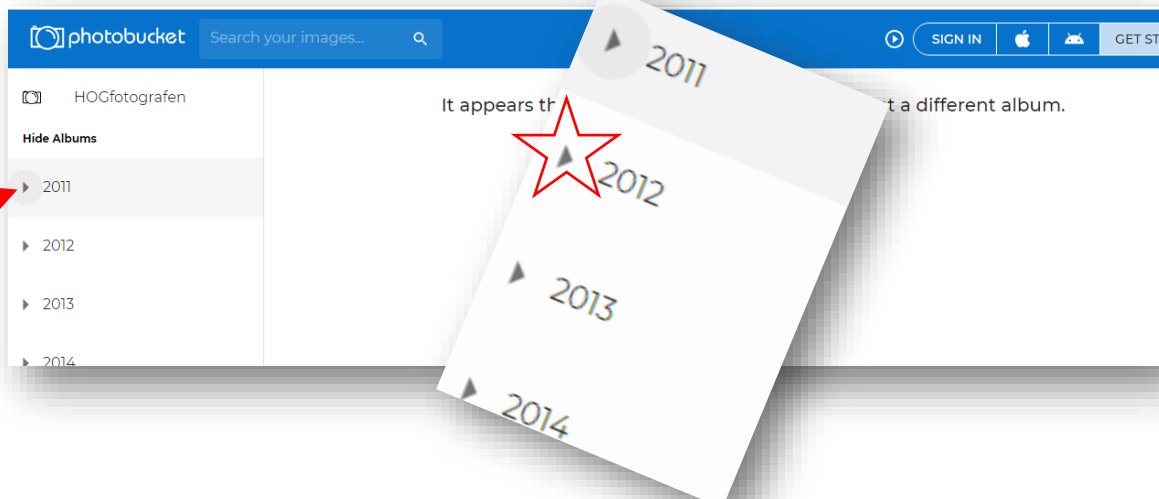 photobucket Search your images... SIGN IN GET ST
HOGfotografen
It appears th t a different album.
Hide Albums
2011
2012
2013
2014
2011
2012
2013
2014